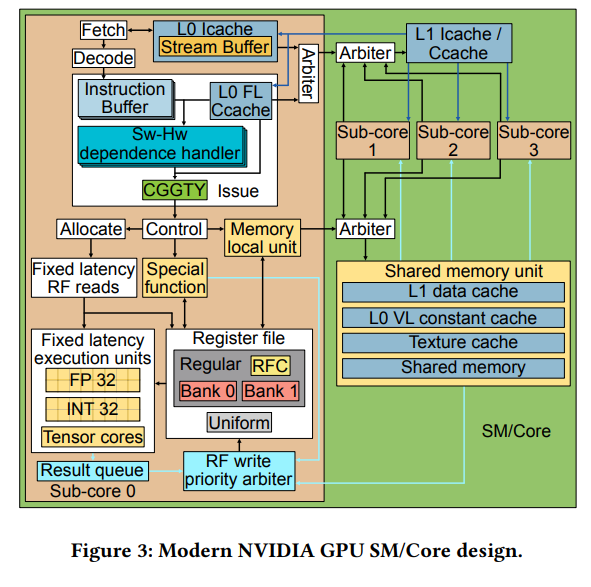 Fetch
L0 Icache
Stream Buffer
Decode
Arbiter
Arbiter
L1 Icache /
Ccache
Instruction
Buffer
L0 FL
Ccache
Sw-Hw
dependence handler
CGGTY
Issue
Sub-core
1
Sub-core
2
Sub-core
3
Allocate
Control
Memory
local unit
Arbiter
Fixed latency
RF reads
Special
function
Shared memory unit
L1 data cache
L0 VL constant cache
Texture cache
Shared memory
Fixed latency
execution units
FP 32
INT 32
Tensor cores
Register file
Regular
RFC
Bank 0
Bank 1
Uniform
Result queue
RF write
priority arbiter
Sub-core 0
SM/Core
Figure 3: Modern NVIDIA GPU SM/Core design.